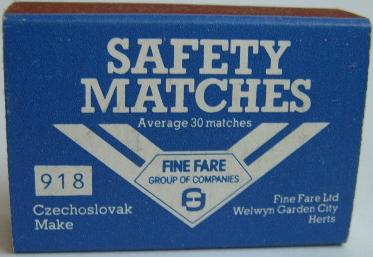 SAFETY
MATCHES
Average 30 matches
FINE FARE
GROUP OF COMPANIES
918
Czechoslovak
Make
Fine Fare Ltd
Welwyn Garden City
Herts